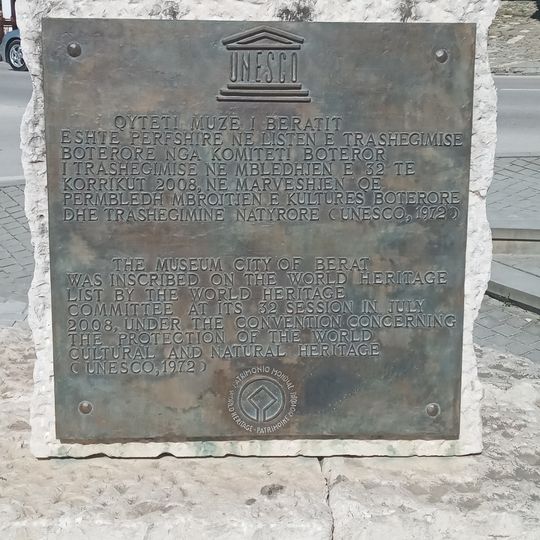 UNESCO
QYTETI MUZE I BERATIT
ESHTE PERFSHIRE NE LISTEN E TRASHEGIMISE
BOTERORE NGA KOMITETI BOTEROR
I TRASHEGIMISE NE MBLEDHJEN E 32 TE
KORRIKUT 2008, NE MARVESHJEN QE
PERMBLEDH MBROITJEN E KULTURES BOTERORE
DHE TRASHEGIMINE NATYRORE (UNESCO, 1972)
THE MUSEUM CITY OF BERAT
WAS INSCRIBED ON THE WORLD HERITAGE
LIST BY THE WORLD HERITAGE
COMMITTEE AT ITS 32 SESSION IN JULY
2008, UNDER THE CONVENTION CONCERNING
THE PROTECTION OF THE WORLD
CULTURAL AND NATURAL HERITAGE
(UNESCO, 1972)
PATRIMONIO MUNDIAL
WORLD HERITAGE • PATRIMOINE MONDIAL